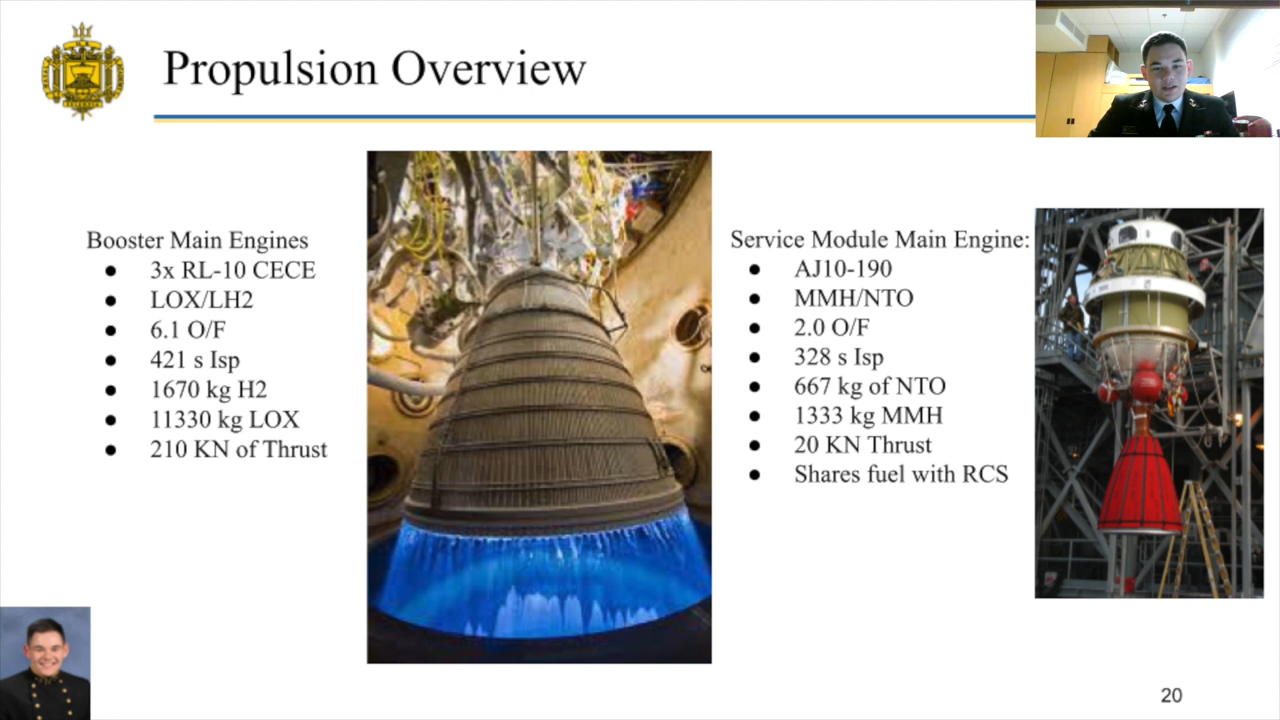 Propulsion Overview
Booster Main Engines
● 3x RL-10 CECE
● LOX/LH2
● 6.1 O/F
● 421 s Isp
● 1670 kg H2
● 11330 kg LOX
● 210 KN of Thrust
Service Module Main Engine:
● AJ10-190
● MMH/NTO
● 2.0 O/F
● 328 s Isp
● 667 kg of NTO
● 1333 kg MMH
● 20 KN Thrust
● Shares fuel with RCS
20